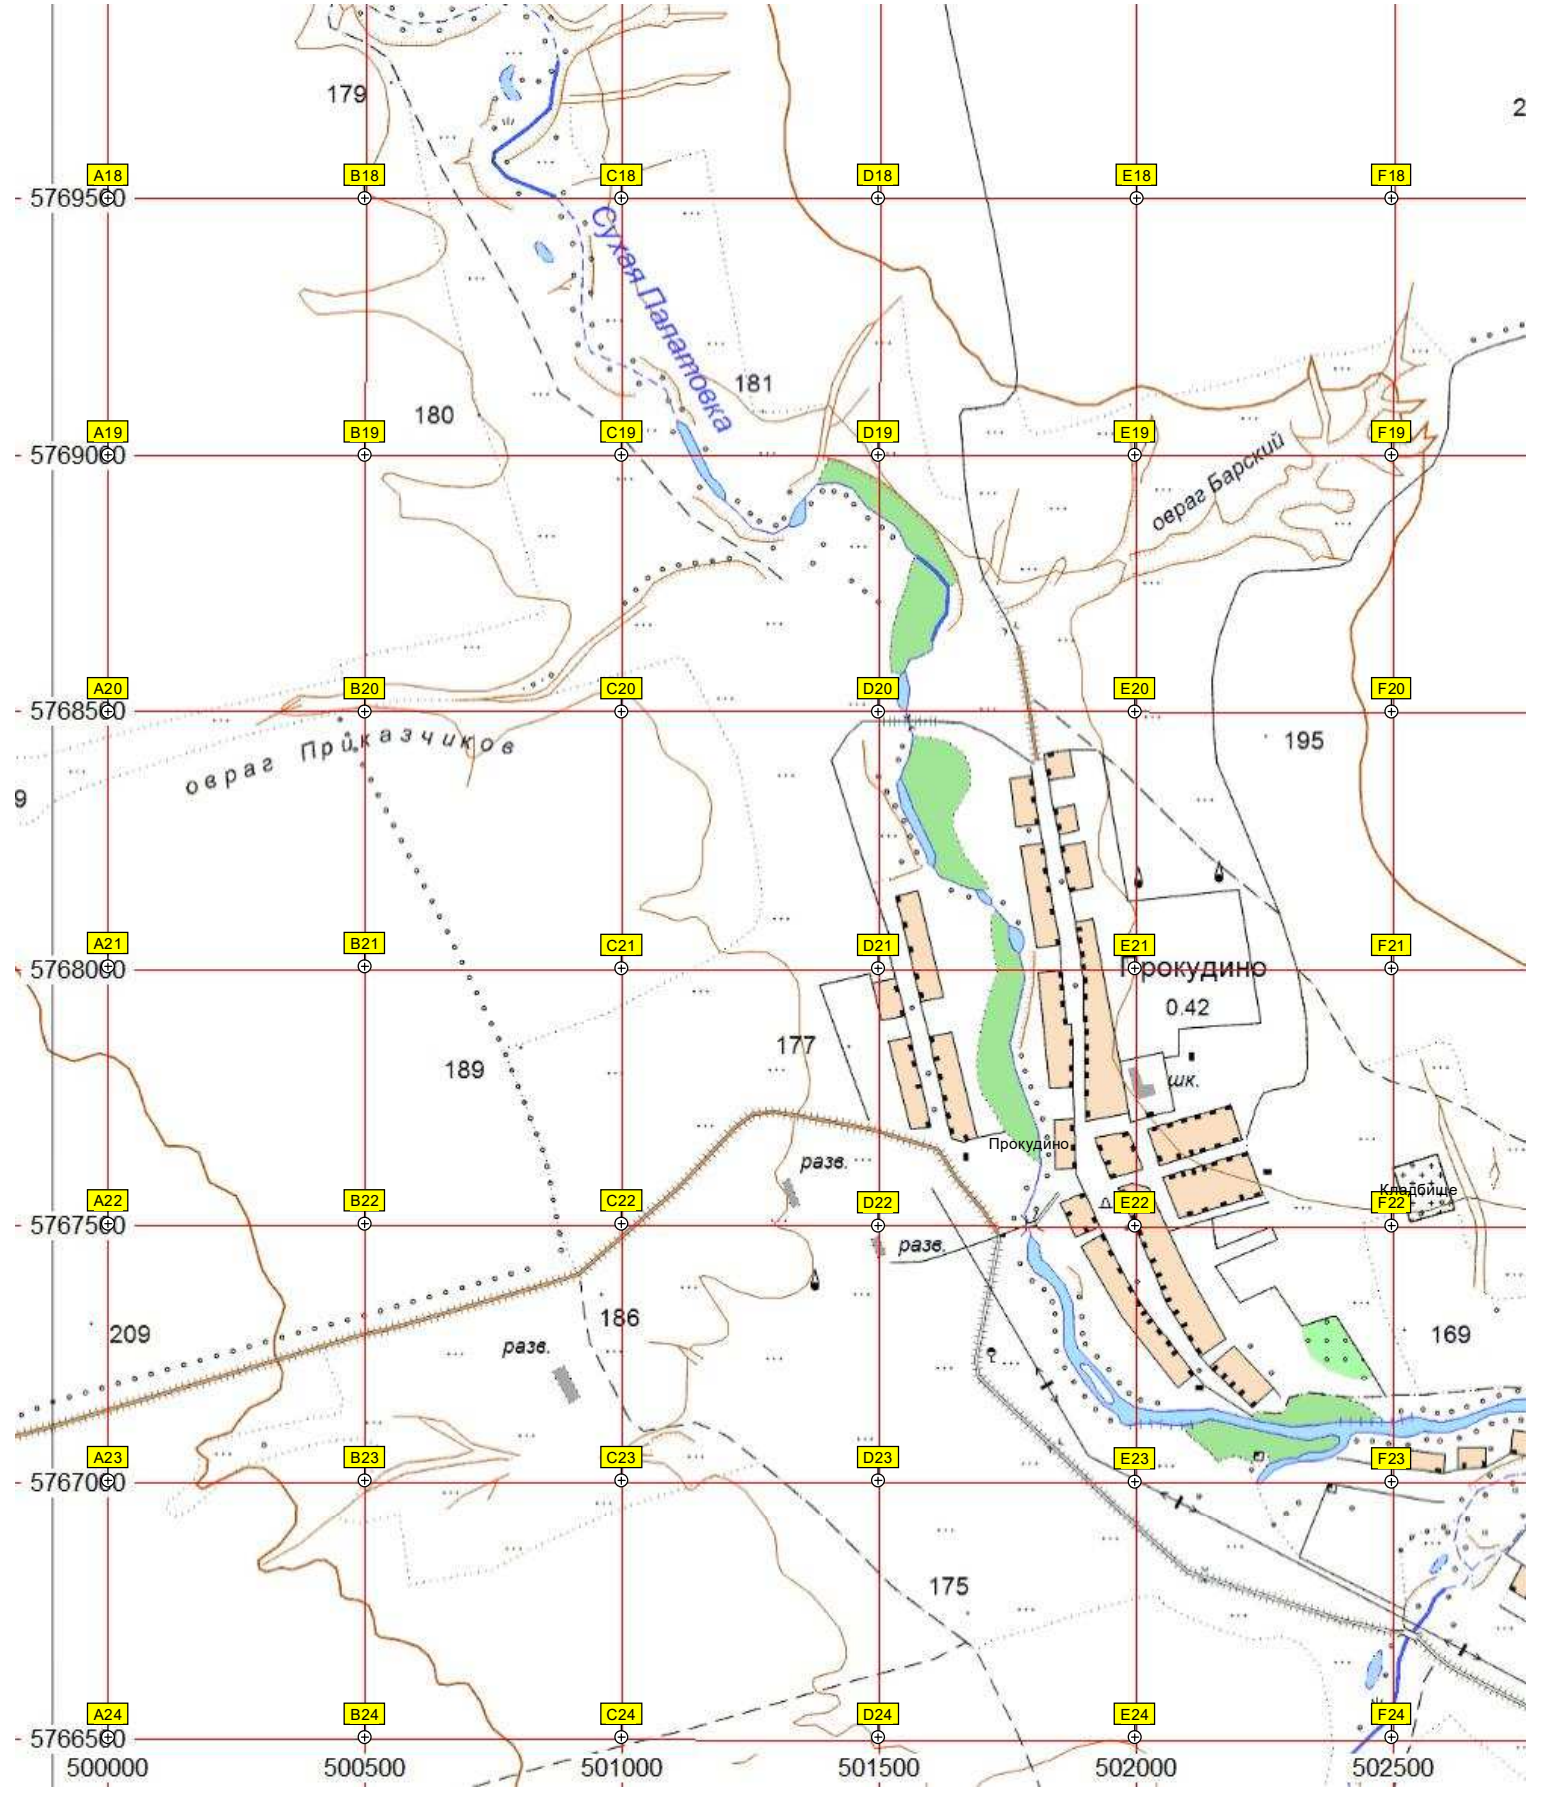 179
2
A18 B18 C18 D18 E18 F18
5769500
Сухая Палатовка
181
180
A19 B19 C19 D19 E19 F19
5769000
овраг Барский
A20 B20 C20 D20 E20 F20
5768500
овраг Приказчиков
195
9
A21 B21 C21 D21 E21 F21
5768000
Прокудино
0.42
177
189
шк.
Прокудино
разв.
Кладбище
A22 B22 C22 D22 E22 F22
5767500
разв.
186
209
169
разв.
A23 B23 C23 D23 E23 F23
5767000
175
A24 B24 C24 D24 E24 F24
5766500
500000 500500 501000 501500 502000 502500